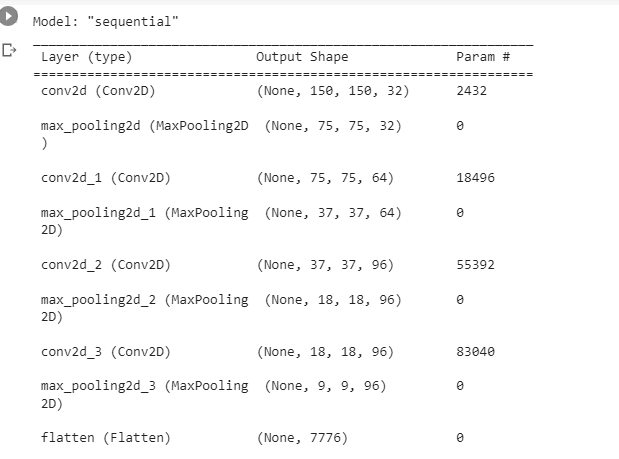 Model: "sequential"
_________________________________________________________________
Layer (type) Output Shape Param #
=================================================================
conv2d (Conv2D) (None, 150, 150, 32) 2432
max_pooling2d (MaxPooling2D (None, 75, 75, 32) 0
)
conv2d_1 (Conv2D) (None, 75, 75, 64) 18496
max_pooling2d_1 (MaxPooling (None, 37, 37, 64) 0
2D)
conv2d_2 (Conv2D) (None, 37, 37, 96) 55392
max_pooling2d_2 (MaxPooling (None, 18, 18, 96) 0
2D)
conv2d_3 (Conv2D) (None, 18, 18, 96) 83040
max_pooling2d_3 (MaxPooling (None, 9, 9, 96) 0
2D)
flatten (Flatten) (None, 7776) 0